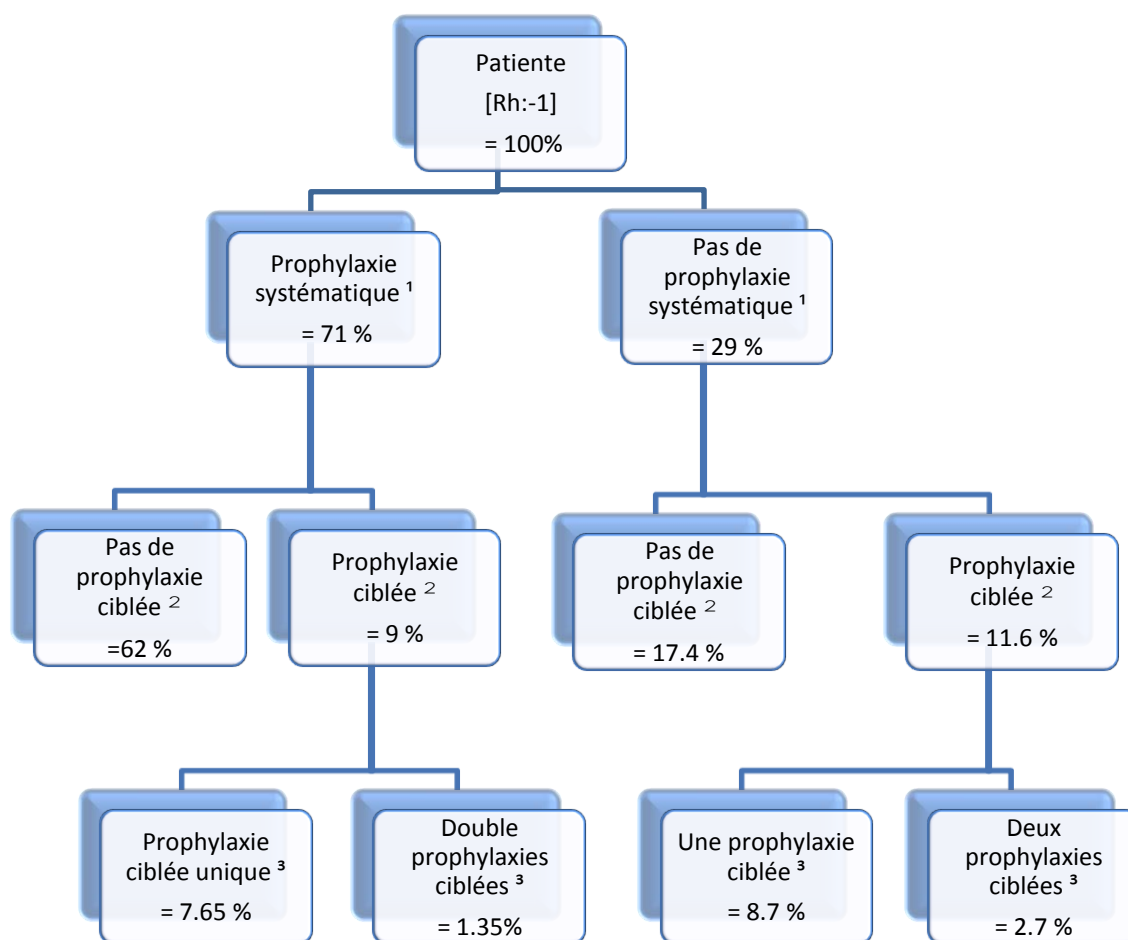 Patiente
[Rh:-1]
= 100%
Prophylaxie
systématique ¹
= 71 %
Pas de
prophylaxie
systématique ¹
= 29 %
Pas de
prophylaxie
ciblée ²
=62 %
Prophylaxie
ciblée ²
= 9 %
Pas de
prophylaxie
ciblée ²
= 17.4 %
Prophylaxie
ciblée ²
= 11.6 %
Prophylaxie
ciblée unique ³
= 7.65 %
Double
prophylaxies
ciblées ³
= 1.35%
Une prophylaxie
ciblée ³
= 8.7 %
Deux
prophylaxies
ciblées ³
= 2.7 %